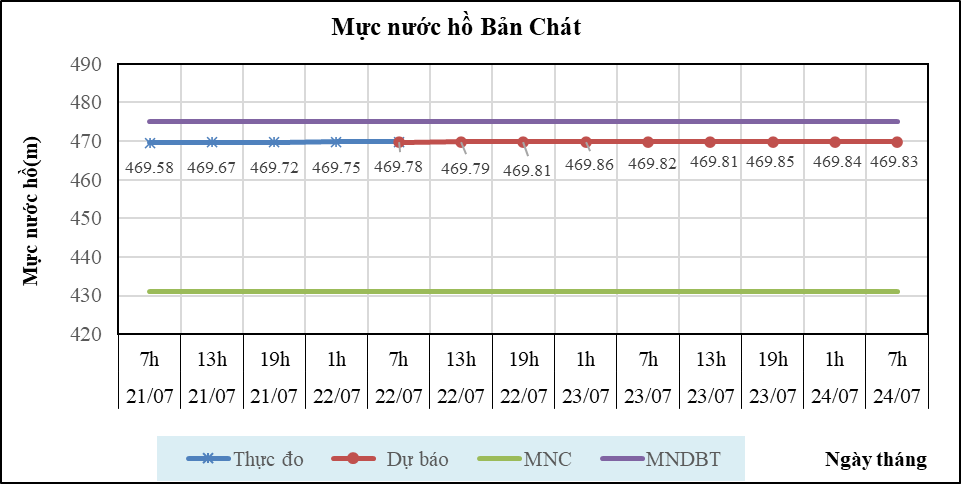 Mực nước hồ Bản Chát
Mực nước hồ(m)
490
480
470
460
450
440
430
420
469.58 469.67 469.72 469.75 469.78 469.79 469.81 469.86 469.82 469.81 469.85 469.84 469.83
7h 13h 19h 1h 7h 13h 19h 1h 7h 13h 19h 1h 7h
21/07 21/07 21/07 22/07 22/07 22/07 22/07 23/07 23/07 23/07 23/07 24/07 24/07
Thực đo Dự báo MNC MNDBT Ngày tháng